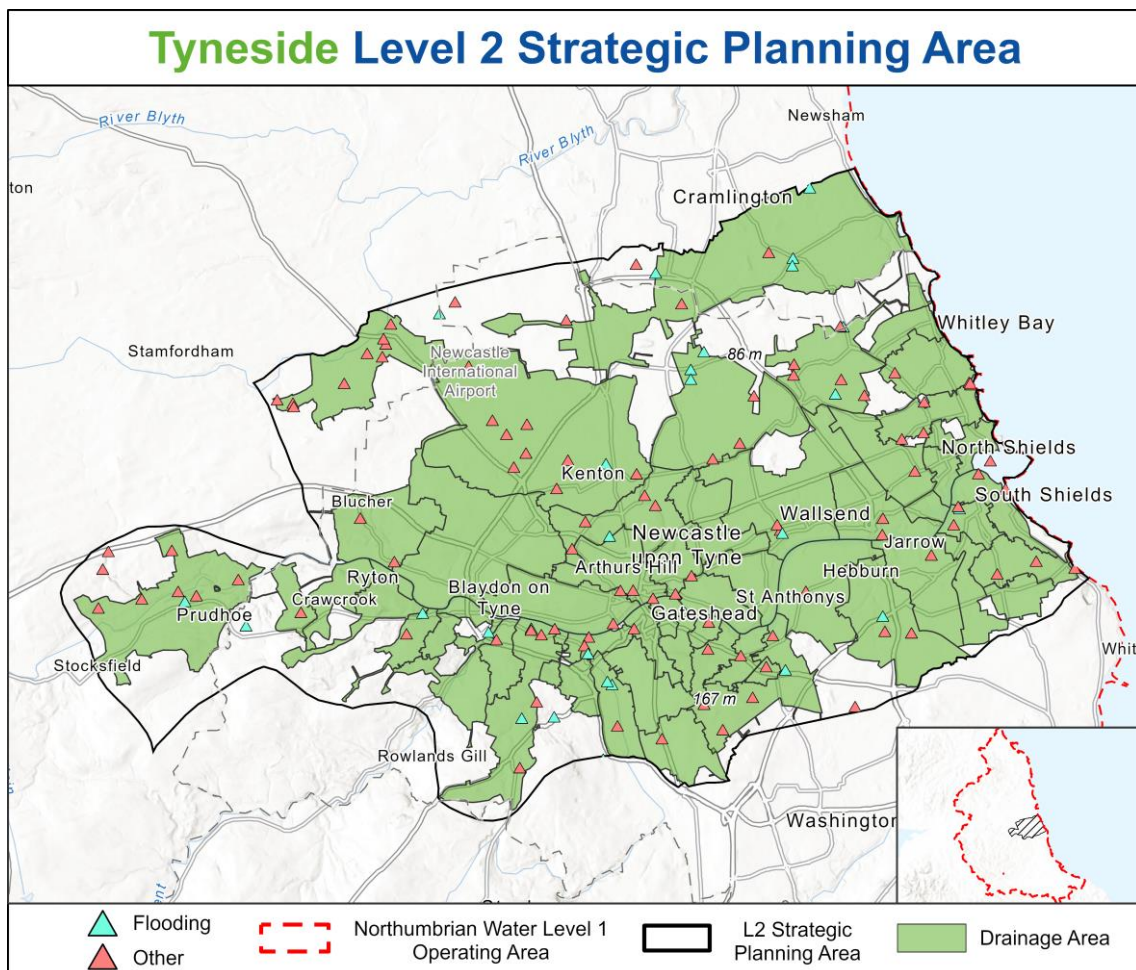 Tyneside Level 2 Strategic Planning Area
River Blyth
River Blyth
Newsham
Cramlington
Stamfordham
Newcastle
International
Airport
86 m
Whitley Bay
Kenton
North Shields
South Shields
Blucher
Newcastle
upon Tyne
Wallsend
Jarrow
Arthurs Hill
Hebburn
Ryton
Blaydon on
Tyne
Crawcrook
Prudhoe
Gateshead
St Anthonys
Stocksfield
Whit
167 m
Rowlands Gill
Washington
Flooding
Other
Northumbrian Water Level 1
Operating Area
L2 Strategic
Planning Area
Drainage Area